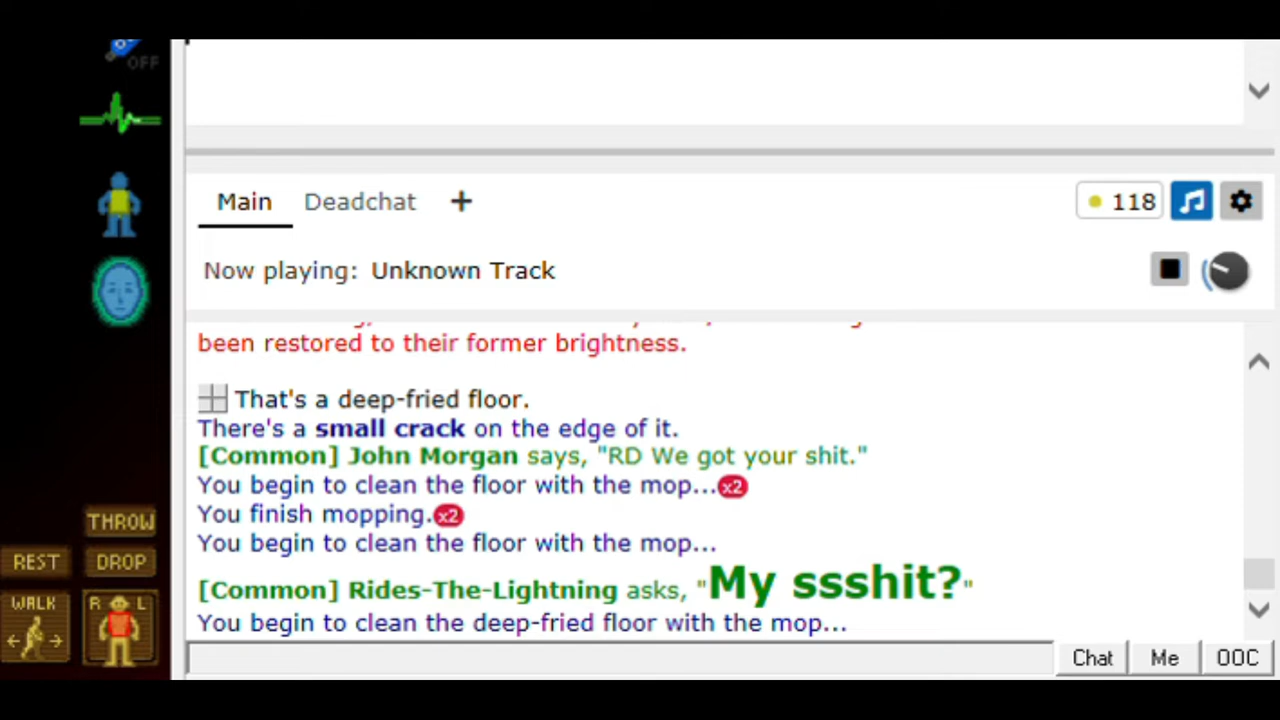 OFF
Main Deadchat + 118
Now playing: Unknown Track
been restored to their former brightness.
That's a deep-fried floor.
There's a small crack on the edge of it.
[Common] John Morgan says, "RD We got your shit."
You begin to clean the floor with the mop...x2
You finish mopping.x2
You begin to clean the floor with the mop...
[Common] Rides-The-Lightning asks, "My ssshit?"
You begin to clean the deep-fried floor with the mop...
THROW
REST DROP
WALK R L
Chat Me OOC